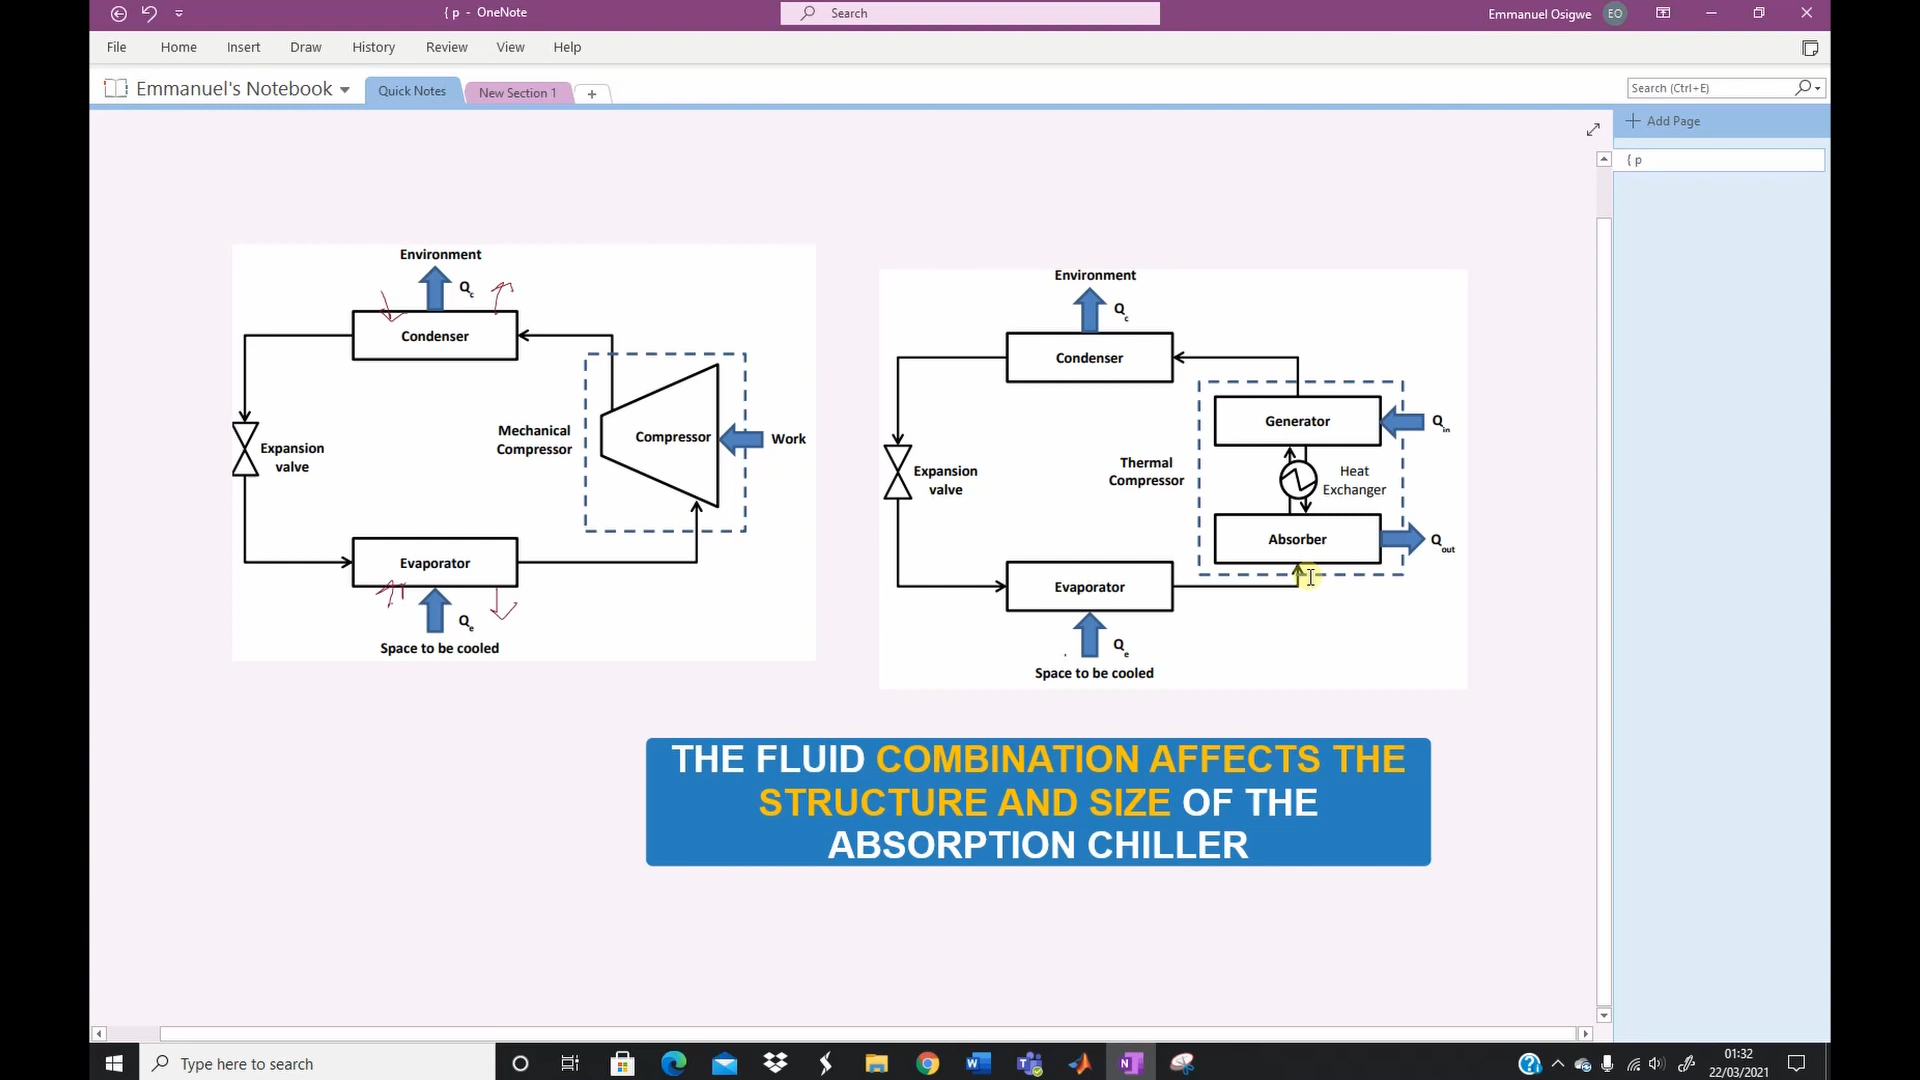 { p - OneNote
Search
Emmanuel Osigwe
EO
File
Home
Insert
Draw
History
Review
View
Help
Emmanuel's Notebook
Quick Notes
New Section 1
Search (Ctrl+E)
Add Page
{ p
Environment
Qc
Condenser
Mechanical
Compressor
Compressor
Work
Expansion
valve
Evaporator
Qe
Space to be cooled
Environment
Qc
Condenser
Generator
Qin
Thermal
Compressor
Heat
Exchanger
Expansion
valve
Absorber
Qout
Evaporator
Qe
Space to be cooled
THE FLUID COMBINATION AFFECTS THE
STRUCTURE AND SIZE OF THE
ABSORPTION CHILLER
Type here to search
01:32
22/03/2021